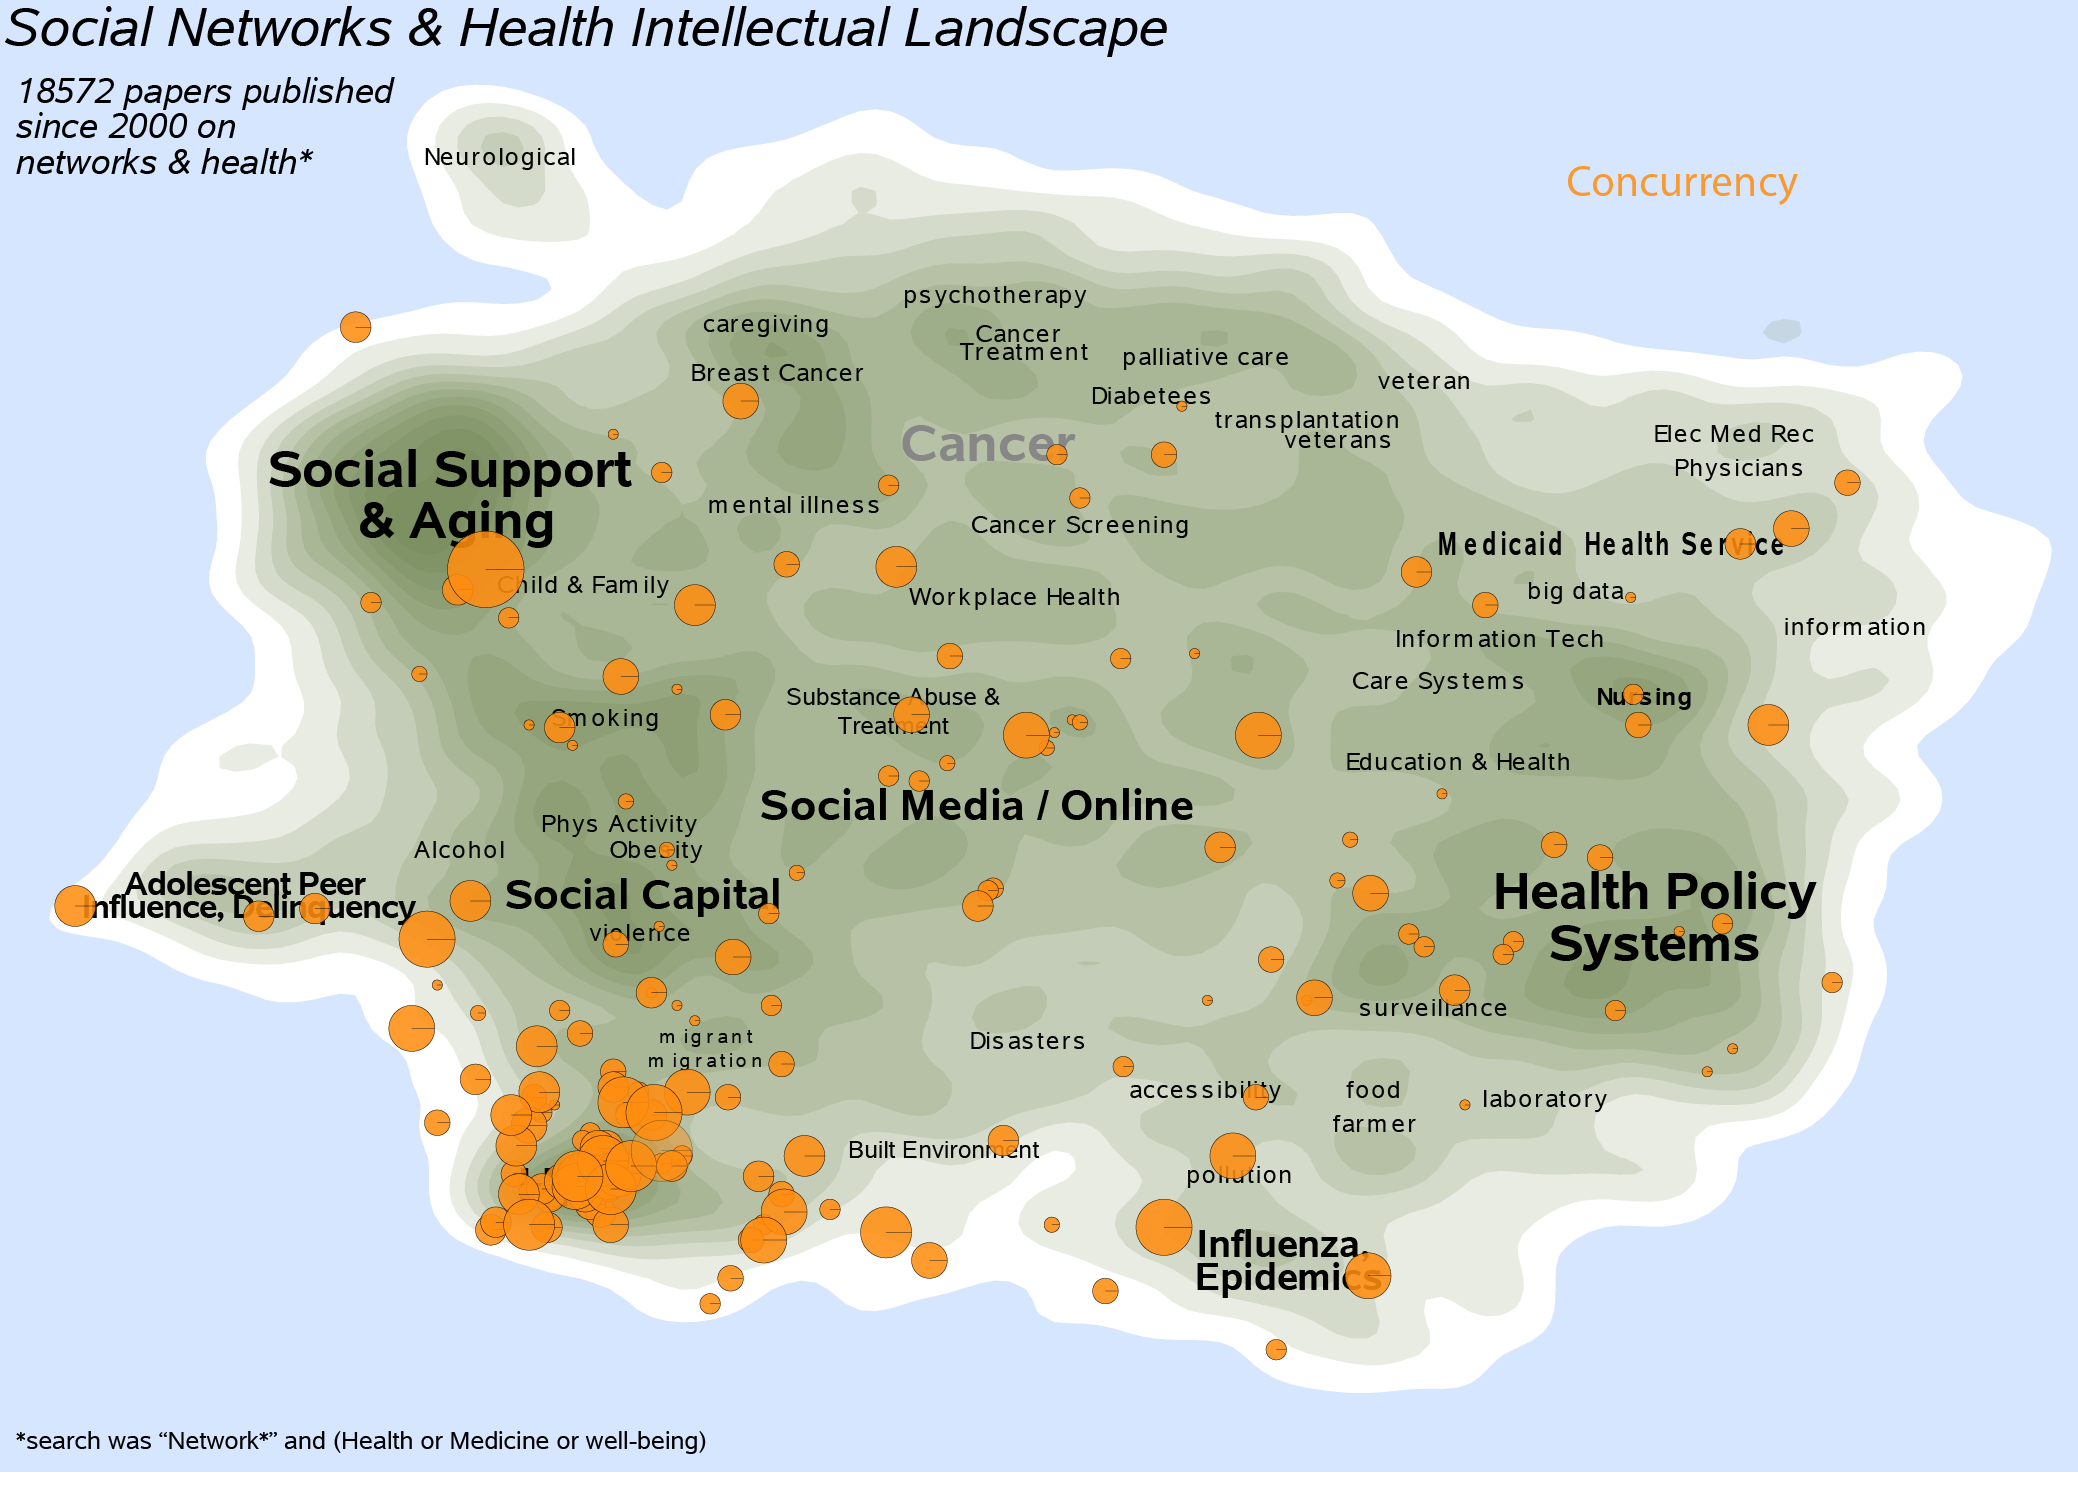 Social Networks & Health Intellectual Landscape
18572 papers published
since 2000 on
networks & health*
Neurological
Concurrency
psychotherapy
caregiving
Cancer
Treatment
palliative care
Breast Cancer
veteran
Diabetees
transplantation
veterans
Cancer
Elec Med Rec
Physicians
Social Support
& Aging
mental illness
Cancer Screening
Medicaid Health Service
Child & Family
big data
Workplace Health
information
Information Tech
Care Systems
Substance Abuse &
Treatment
Nursing
Smoking
Education & Health
Social Media / Online
Phys Activity
Obesity
Alcohol
Adolescent Peer
Influence, Delinquency
Social Capital
violence
Health Policy
Systems
surveillance
migrant
migration
Disasters
accessibility
food
farmer
laboratory
Built Environment
pollution
Influenza,
Epidemics
*search was “Network*” and (Health or Medicine or well-being)